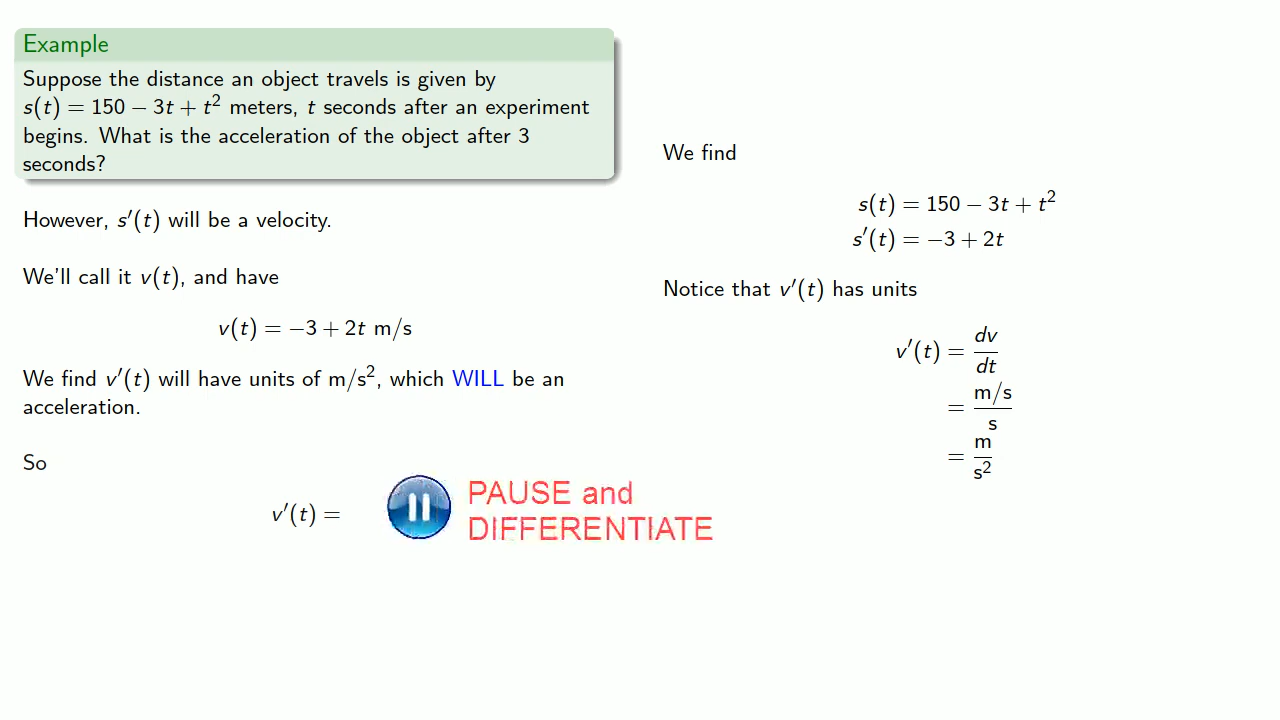 Example
Suppose the distance an object travels is given by
s(t) = 150 − 3t + t² meters, t seconds after an experiment
begins. What is the acceleration of the object after 3
seconds?
However, s′(t) will be a velocity.
We'll call it v(t), and have
v(t) = −3 + 2t m/s
We find v′(t) will have units of m/s², which WILL be an
acceleration.
So
v′(t) =
PAUSE and
DIFFERENTIATE
We find
s(t) = 150 − 3t + t²
s′(t) = −3 + 2t
Notice that v′(t) has units
v′(t) = dv/dt
= m/s/s
= m/s²